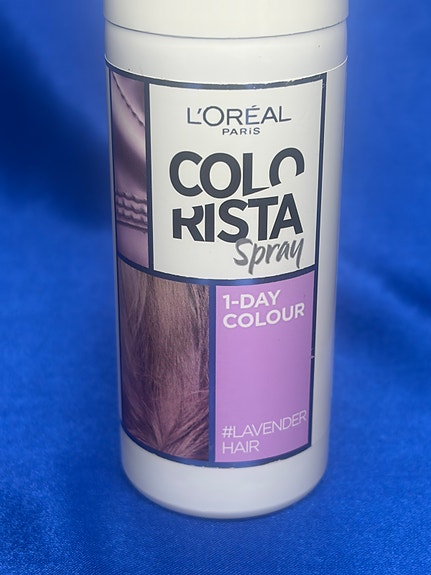 L'ORÉAL
PARIS
COLO
RISTA
Spray
1-DAY
COLOUR
#LAVENDER
HAIR